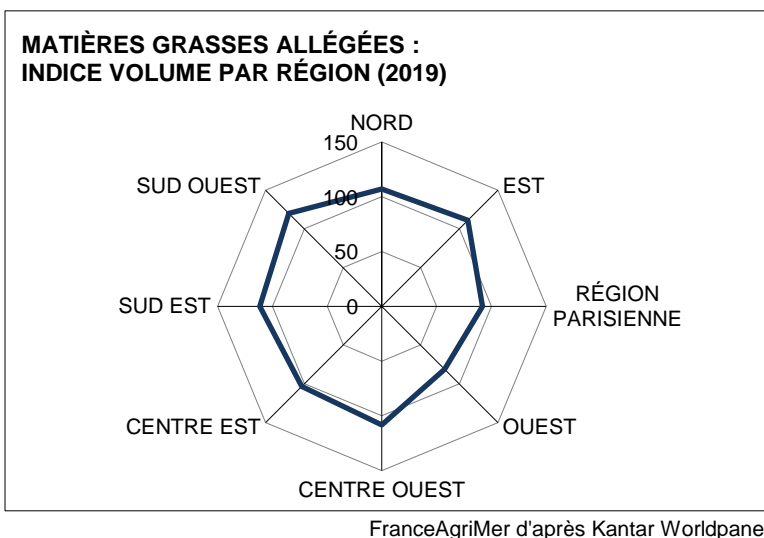 MATIÈRES GRASSES ALLÉGÉES :
INDICE VOLUME PAR RÉGION (2019)
NORD
150
SUD OUEST
EST
100
50
SUD EST
0
RÉGION
PARISIENNE
CENTRE EST
OUEST
CENTRE OUEST
FranceAgriMer d'après Kantar Worldpane